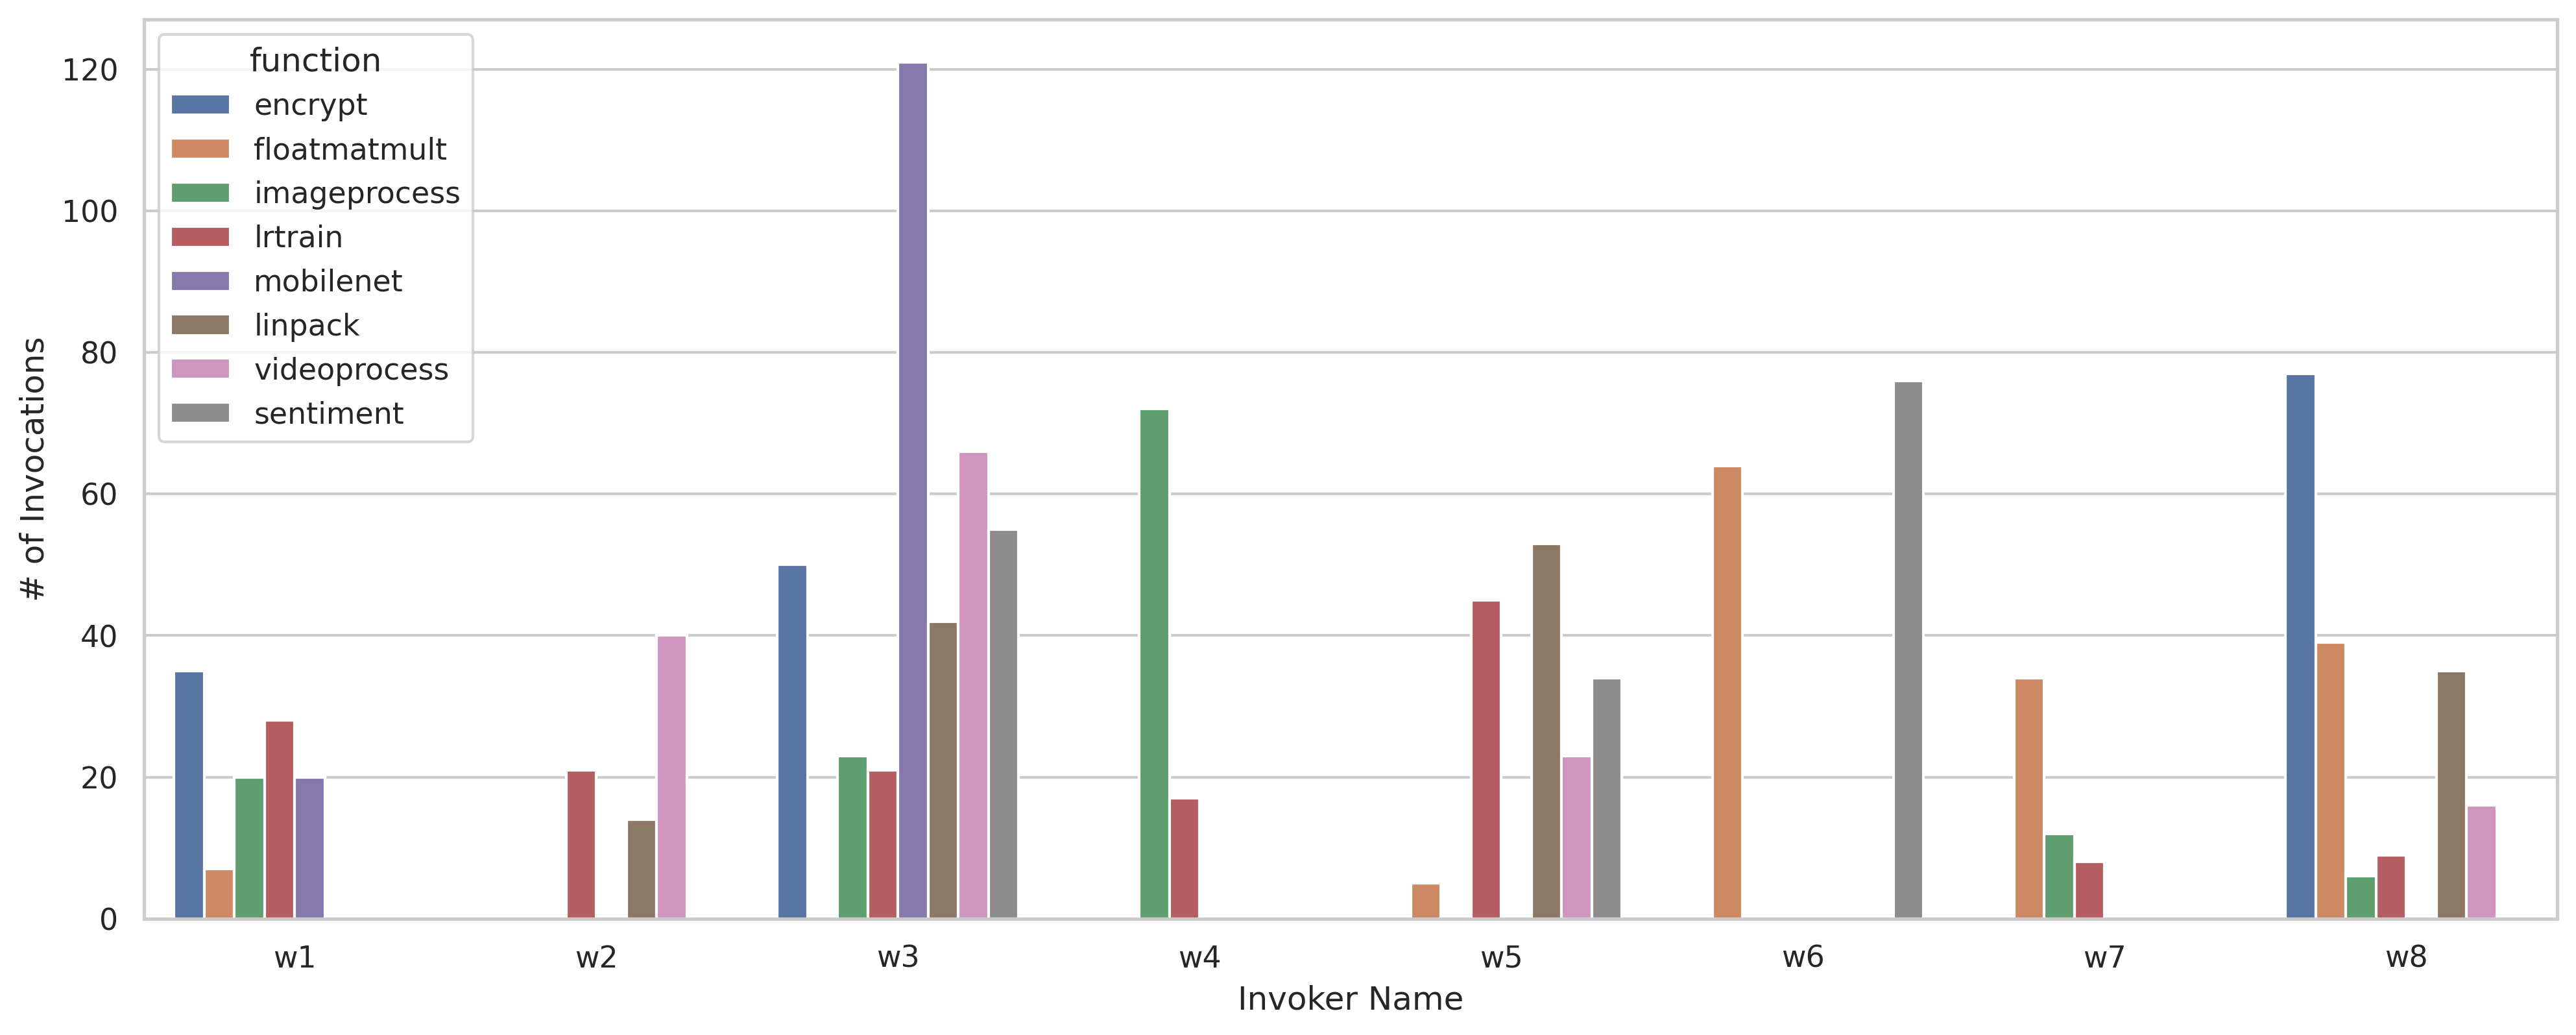 function
encrypt
floatmatmult
imageprocess
lrtrain
mobilenet
linpack
videoprocess
sentiment
# of Invocations
120
100
80
60
40
20
0
w1 w2 w3 w4 w5 w6 w7 w8
Invoker Name